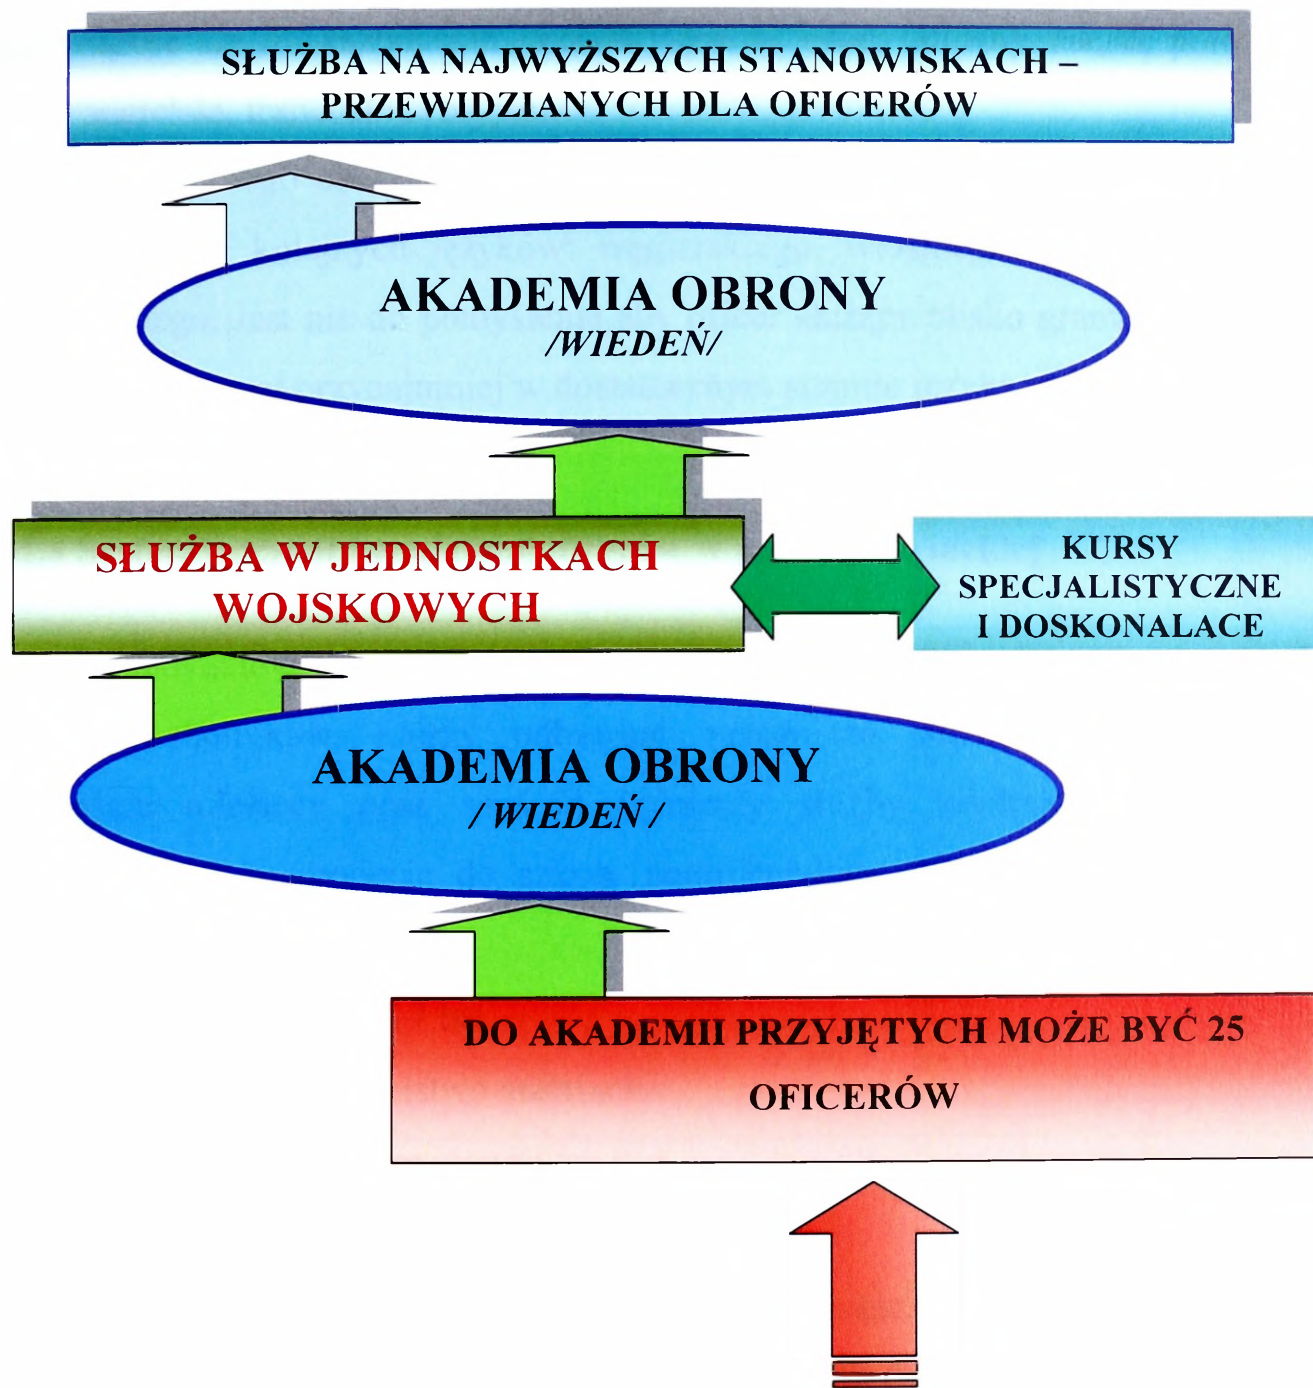 SŁUŻBA NA NAJWYŻSZYCH STANOWISKACH –
PRZEWIDZIANYCH DLA OFICERÓW
AKADEMIA OBRONY
/WIEDEŃ/
SŁUŻBA W JEDNOSTKACH
WOJSKOWYCH
KURSY
SPECJALISTYCZNE
I DOSKONALACE
AKADEMIA OBRONY
/ WIEDEŃ /
DO AKADEMII PRZYJĘTYCH MOŻE BYĆ 25
OFICERÓW